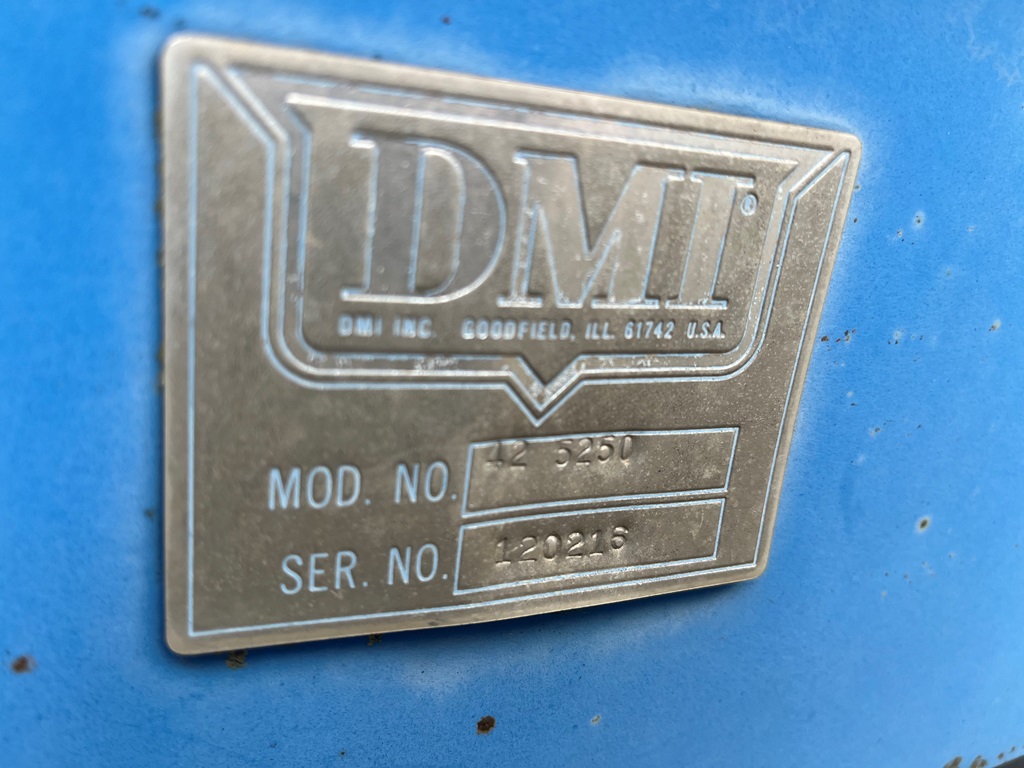 DMI®
DMI INC. GOODFIELD, ILL. 61742 U.S.A.
MOD. NO. 42 5250
SER. NO. 120216